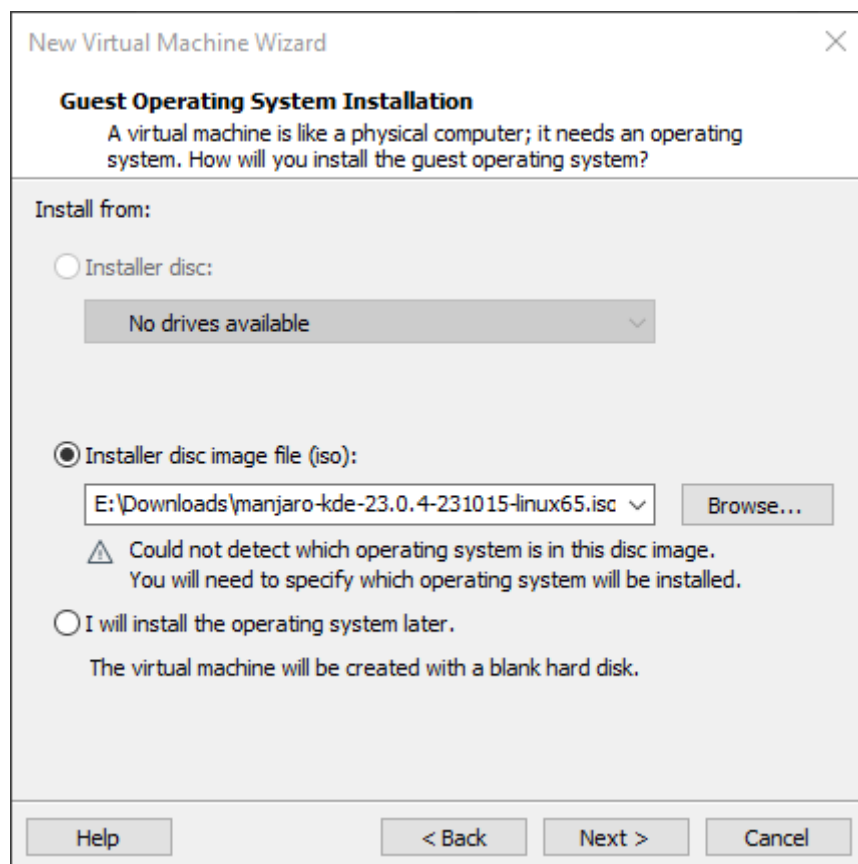 New Virtual Machine Wizard
Guest Operating System Installation
A virtual machine is like a physical computer; it needs an operating
system. How will you install the guest operating system?
Install from:
Installer disc:
No drives available
Installer disc image file (iso):
E:\Downloads\manjaro-kde-23.0.4-231015-linux65.iso
Browse...
Could not detect which operating system is in this disc image.
You will need to specify which operating system will be installed.
I will install the operating system later.
The virtual machine will be created with a blank hard disk.
Help
< Back
Next >
Cancel